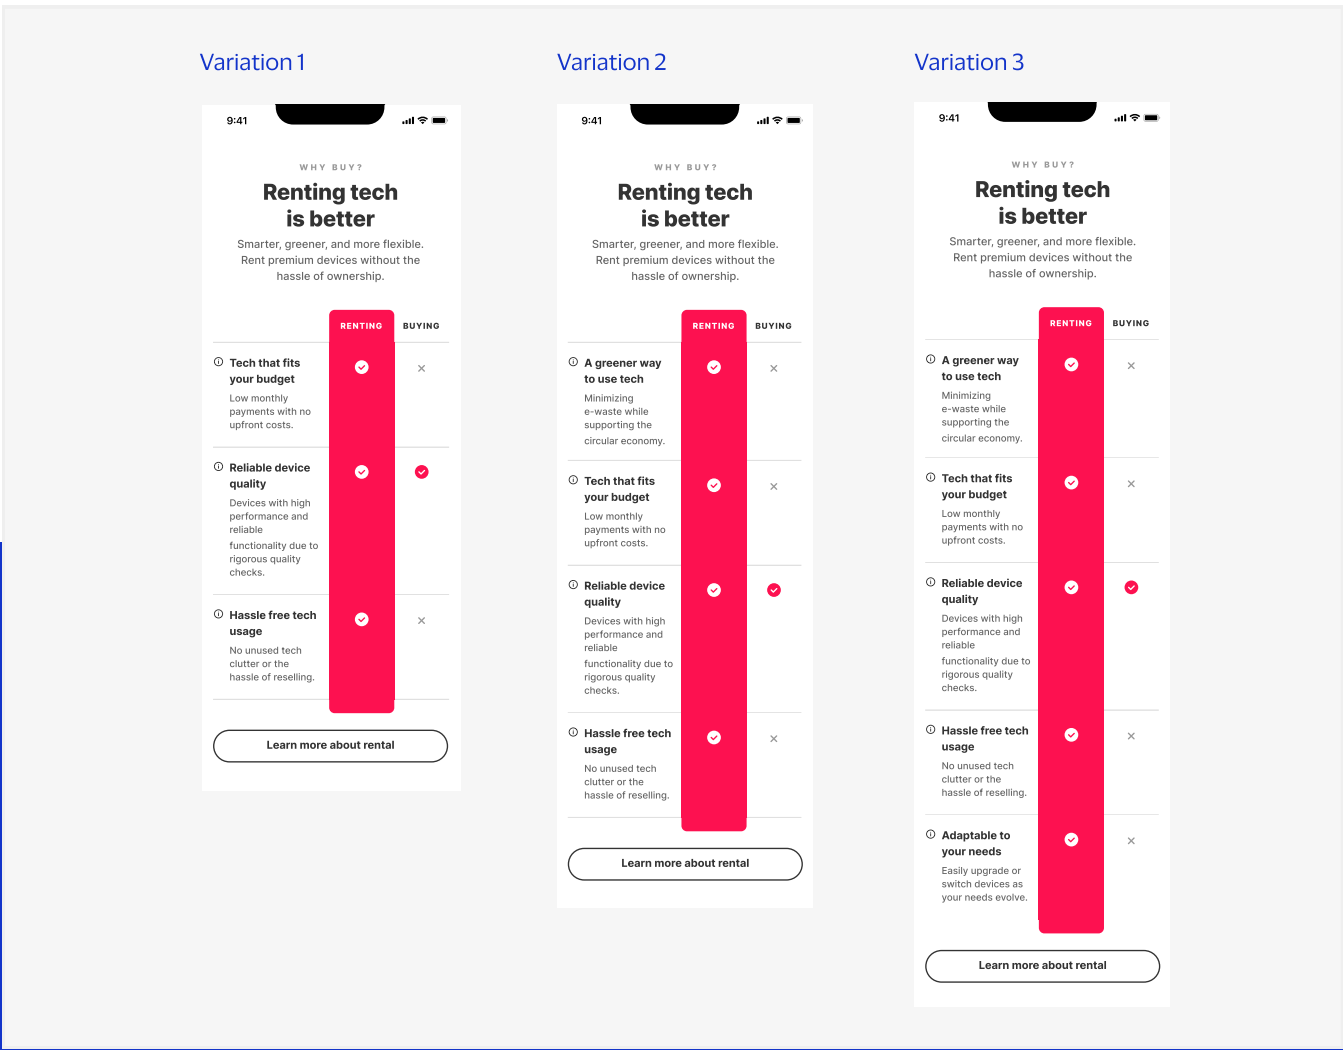 Variation 1
9:41
WHY BUY?
Renting tech
is better
Smarter, greener, and more flexible.
Rent premium devices without the
hassle of ownership.
RENTING BUYING
Tech that fits
your budget
Low monthly
payments with no
upfront costs.
Reliable device
quality
Devices with high
performance and
reliable
functionality due to
rigorous quality
checks.
Hassle free tech
usage
No unused tech
clutter or the
hassle of reselling.
Learn more about rental
Variation 2
9:41
WHY BUY?
Renting tech
is better
Smarter, greener, and more flexible.
Rent premium devices without the
hassle of ownership.
RENTING BUYING
A greener way
to use tech
Minimizing
e-waste while
supporting the
circular economy.
Tech that fits
your budget
Low monthly
payments with no
upfront costs.
Reliable device
quality
Devices with high
performance and
reliable
functionality due to
rigorous quality
checks.
Hassle free tech
usage
No unused tech
clutter or the
hassle of reselling.
Learn more about rental
Variation 3
9:41
WHY BUY?
Renting tech
is better
Smarter, greener, and more flexible.
Rent premium devices without the
hassle of ownership.
RENTING BUYING
A greener way
to use tech
Minimizing
e-waste while
supporting the
circular economy.
Tech that fits
your budget
Low monthly
payments with no
upfront costs.
Reliable device
quality
Devices with high
performance and
reliable
functionality due to
rigorous quality
checks.
Hassle free tech
usage
No unused tech
clutter or the
hassle of reselling.
Adaptable to
your needs
Easily upgrade or
switch devices as
your needs evolve.
Learn more about rental